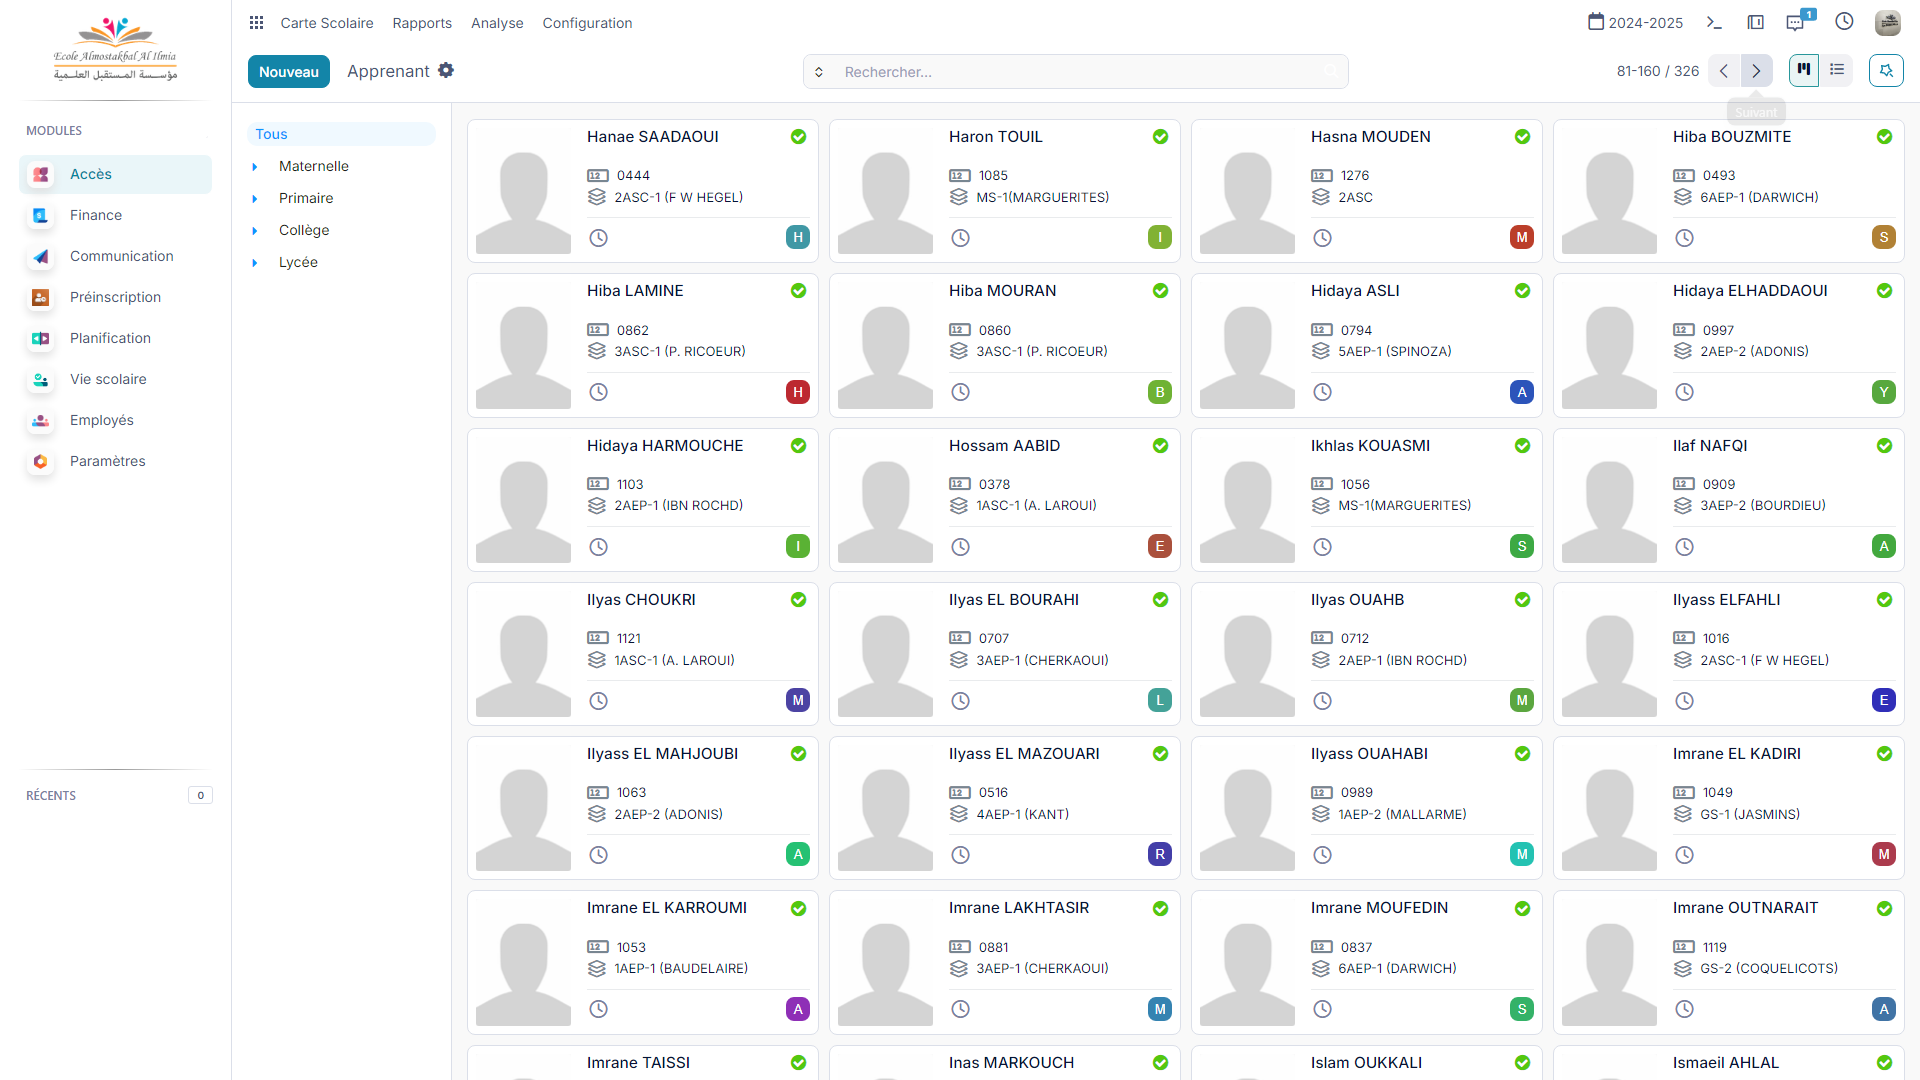 Ecole Almostakbal Al Ilmia
مؤسسة المستقبل العلمية
MODULES
Accès
Finance
Communication
Préinscription
Planification
Vie scolaire
Employés
Paramètres
RÉCENTS
0
Carte Scolaire Rapports Analyse Configuration
2024-2025
1
Nouveau
Apprenant
Rechercher...
81-160 / 326
Suivant
Tous
Maternelle
Primaire
Collège
Lycée
Hanae SAADAOUI
0444
2ASC-1 (F W HEGEL)
H
Haron TOUIL
1085
MS-1(MARGUERITES)
I
Hasna MOUDEN
1276
2ASC
M
Hiba BOUZMITE
0493
6AEP-1 (DARWICH)
S
Hiba LAMINE
0862
3ASC-1 (P. RICOEUR)
H
Hiba MOURAN
0860
3ASC-1 (P. RICOEUR)
B
Hidaya ASLI
0794
5AEP-1 (SPINOZA)
A
Hidaya ELHADDAOUI
0997
2AEP-2 (ADONIS)
Y
Hidaya HARMOUCHE
1103
2AEP-1 (IBN ROCHD)
I
Hossam AABID
0378
1ASC-1 (A. LAROUI)
E
Ikhlas KOUASMI
1056
MS-1(MARGUERITES)
S
Ilaf NAFQI
0909
3AEP-2 (BOURDIEU)
A
Ilyas CHOUKRI
1121
1ASC-1 (A. LAROUI)
M
Ilyas EL BOURAHI
0707
3AEP-1 (CHERKAOUI)
L
Ilyas OUAHB
0712
2AEP-1 (IBN ROCHD)
M
Ilyass ELFAHLI
1016
2ASC-1 (F W HEGEL)
E
Ilyass EL MAHJOUBI
1063
2AEP-2 (ADONIS)
A
Ilyass EL MAZOUARI
0516
4AEP-1 (KANT)
R
Ilyass OUAHABI
0989
1AEP-2 (MALLARME)
M
Imrane EL KADIRI
1049
GS-1 (JASMINS)
M
Imrane EL KARROUMI
1053
1AEP-1 (BAUDELAIRE)
A
Imrane LAKHTASIR
0881
3AEP-1 (CHERKAOUI)
M
Imrane MOUFEDIN
0837
6AEP-1 (DARWICH)
S
Imrane OUTNARAIT
1119
GS-2 (COQUELICOTS)
A
Imrane TAISSI
Inas MARKOUCH
Islam OUKKALI
Ismaeil AHLAL